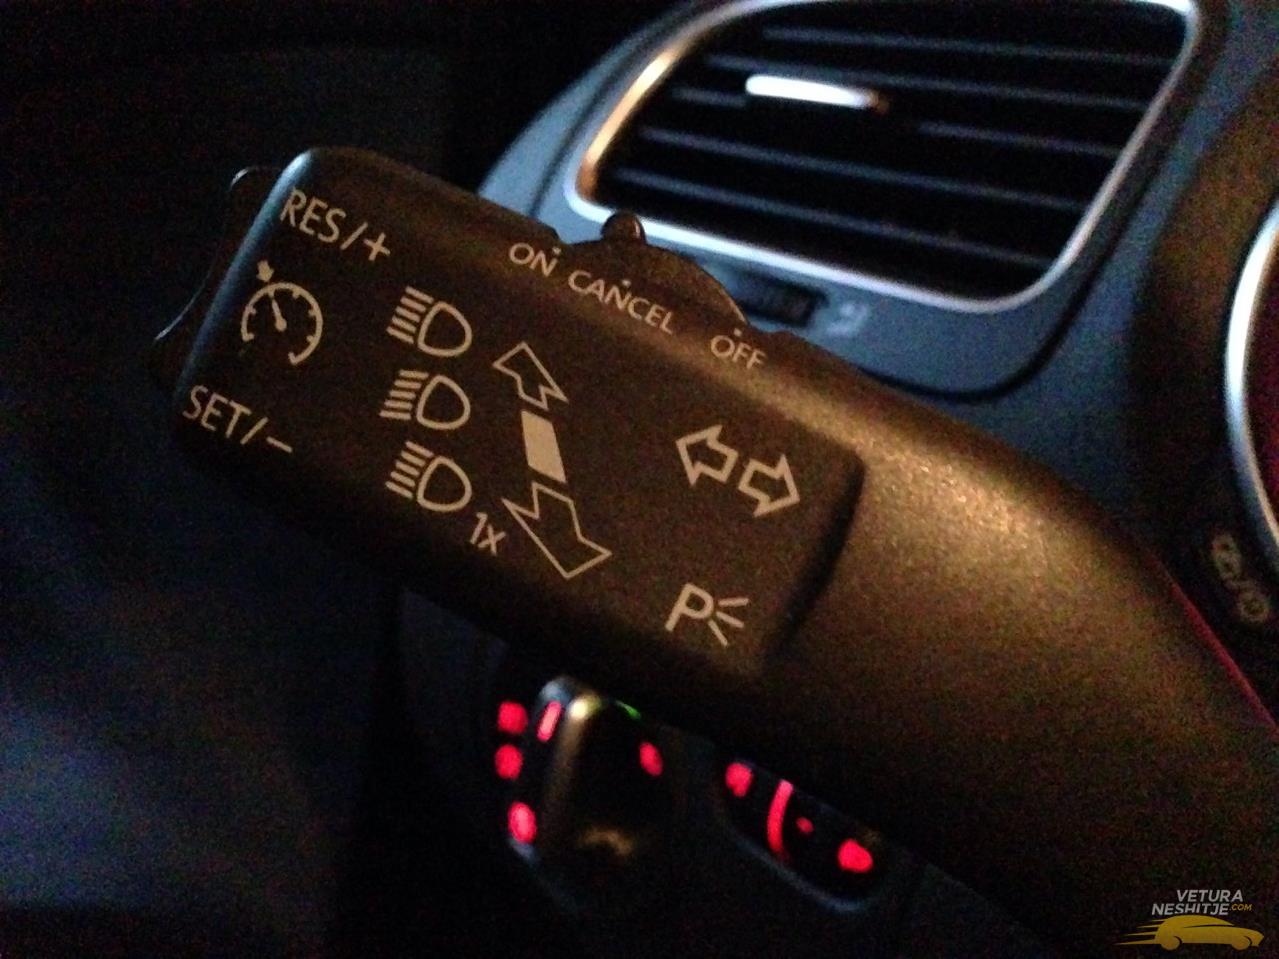 RES/+
ON CANCEL OFF
SET/-
1x
P
VETURA
NESHITJE.COM